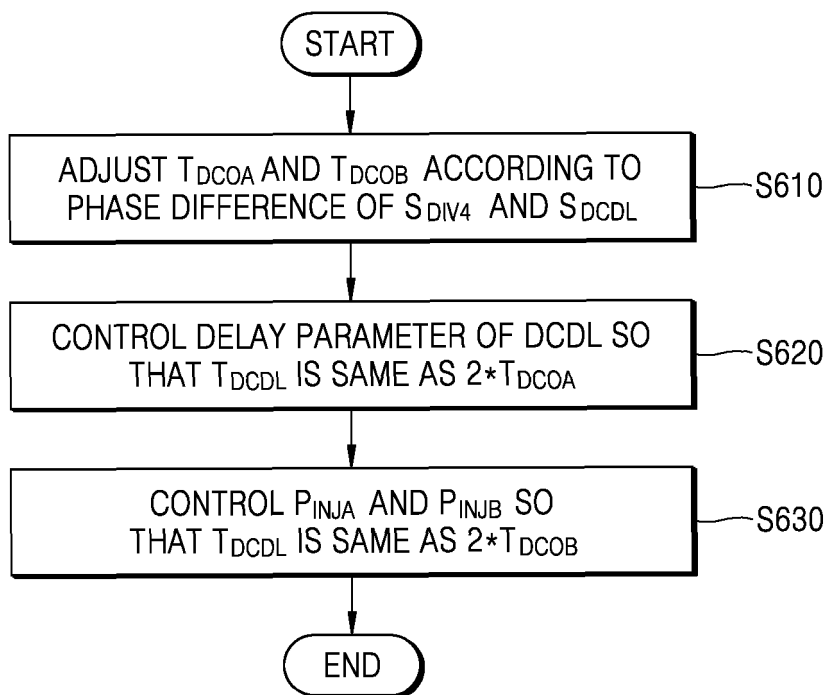 START
ADJUST TDCOA AND TDCOB ACCORDING TO
PHASE DIFFERENCE OF SDIV4 AND SDCDL
S610
CONTROL DELAY PARAMETER OF DCDL SO
THAT TDCDL IS SAME AS 2*TDCOA
S620
CONTROL PINJA AND PINJB SO
THAT TDCDL IS SAME AS 2*TDCOB
S630
END